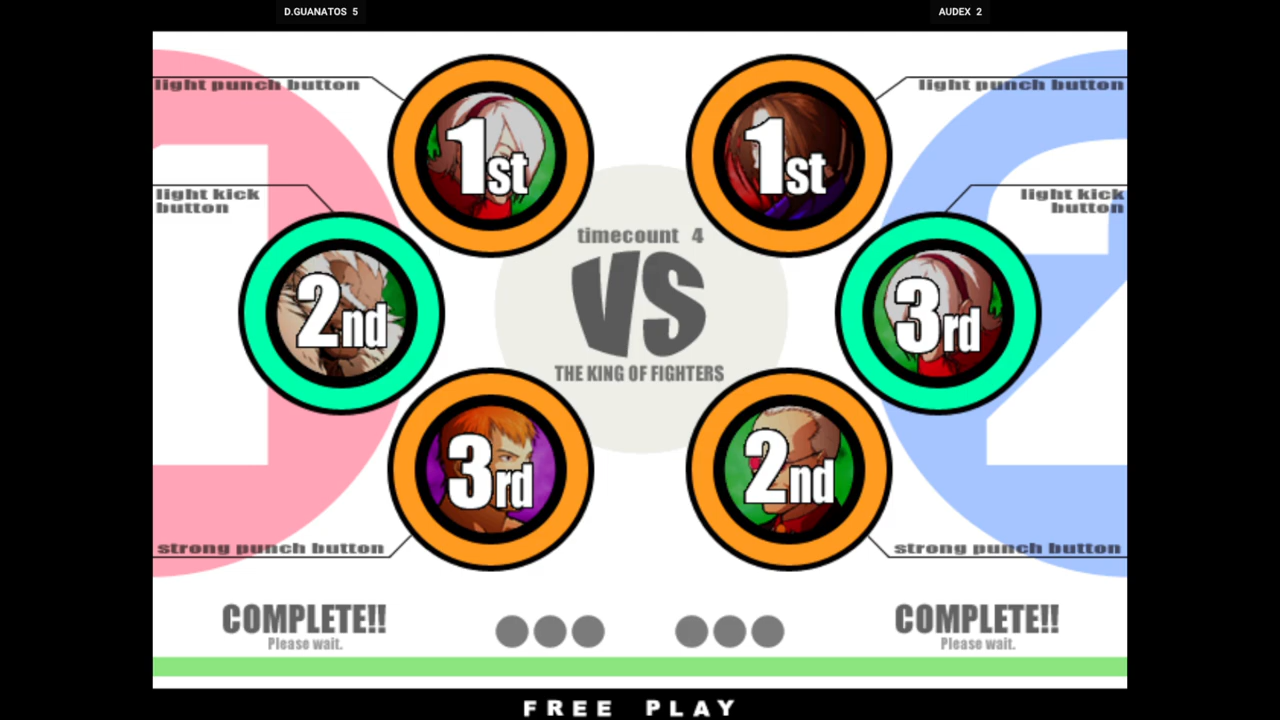 D.GUANATOS 5
AUDEX 2
light punch button
light punch button
1st
1st
light kick
button
light kick
button
timecount 4
VS
THE KING OF FIGHTERS
2nd
3rd
3rd
2nd
1
2
strong punch button
strong punch button
COMPLETE!!
Please wait.
COMPLETE!!
Please wait.
FREE PLAY